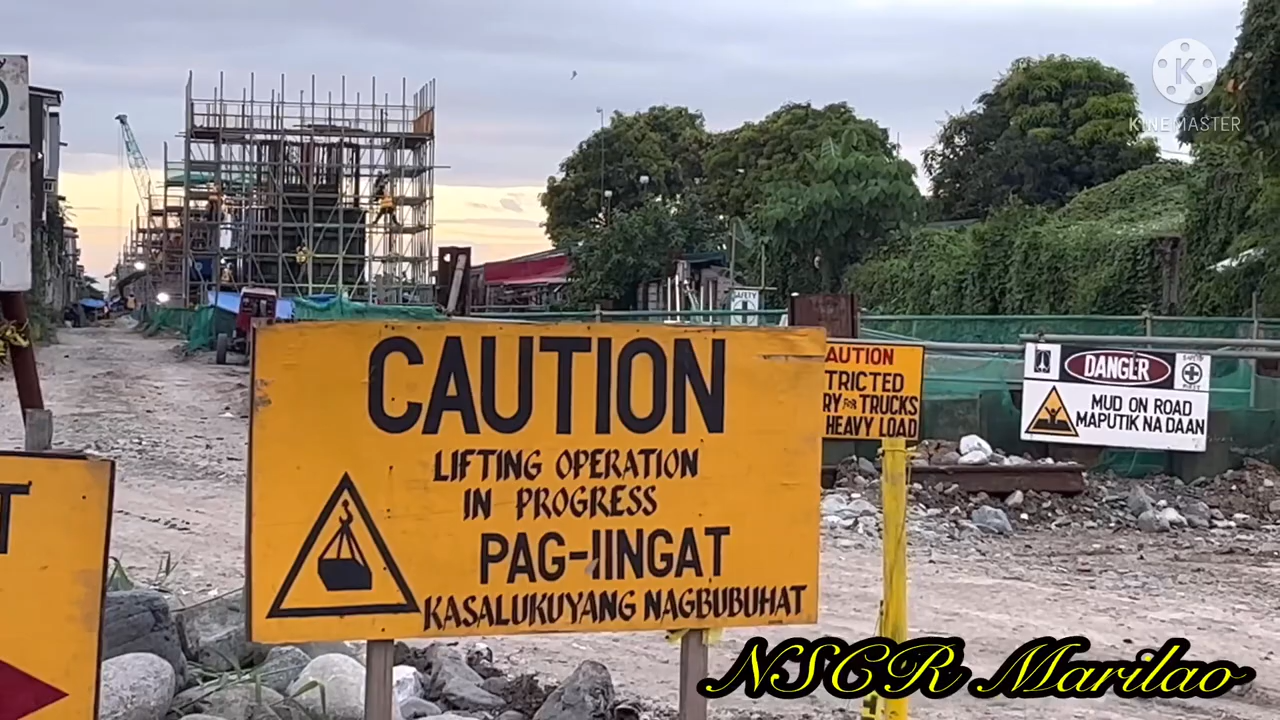 KINEMASTER
CAUTION
LIFTING OPERATION
IN PROGRESS
PAG-IINGAT
KASALUKUYANG NAGBUBUHAT
AUTION
TRICTED
RY FOR TRUCKS
HEAVY LOAD
SAFETY
DANGER
MUD ON ROAD
MAPUTIK NA DAAN
T
NSCR Marilao